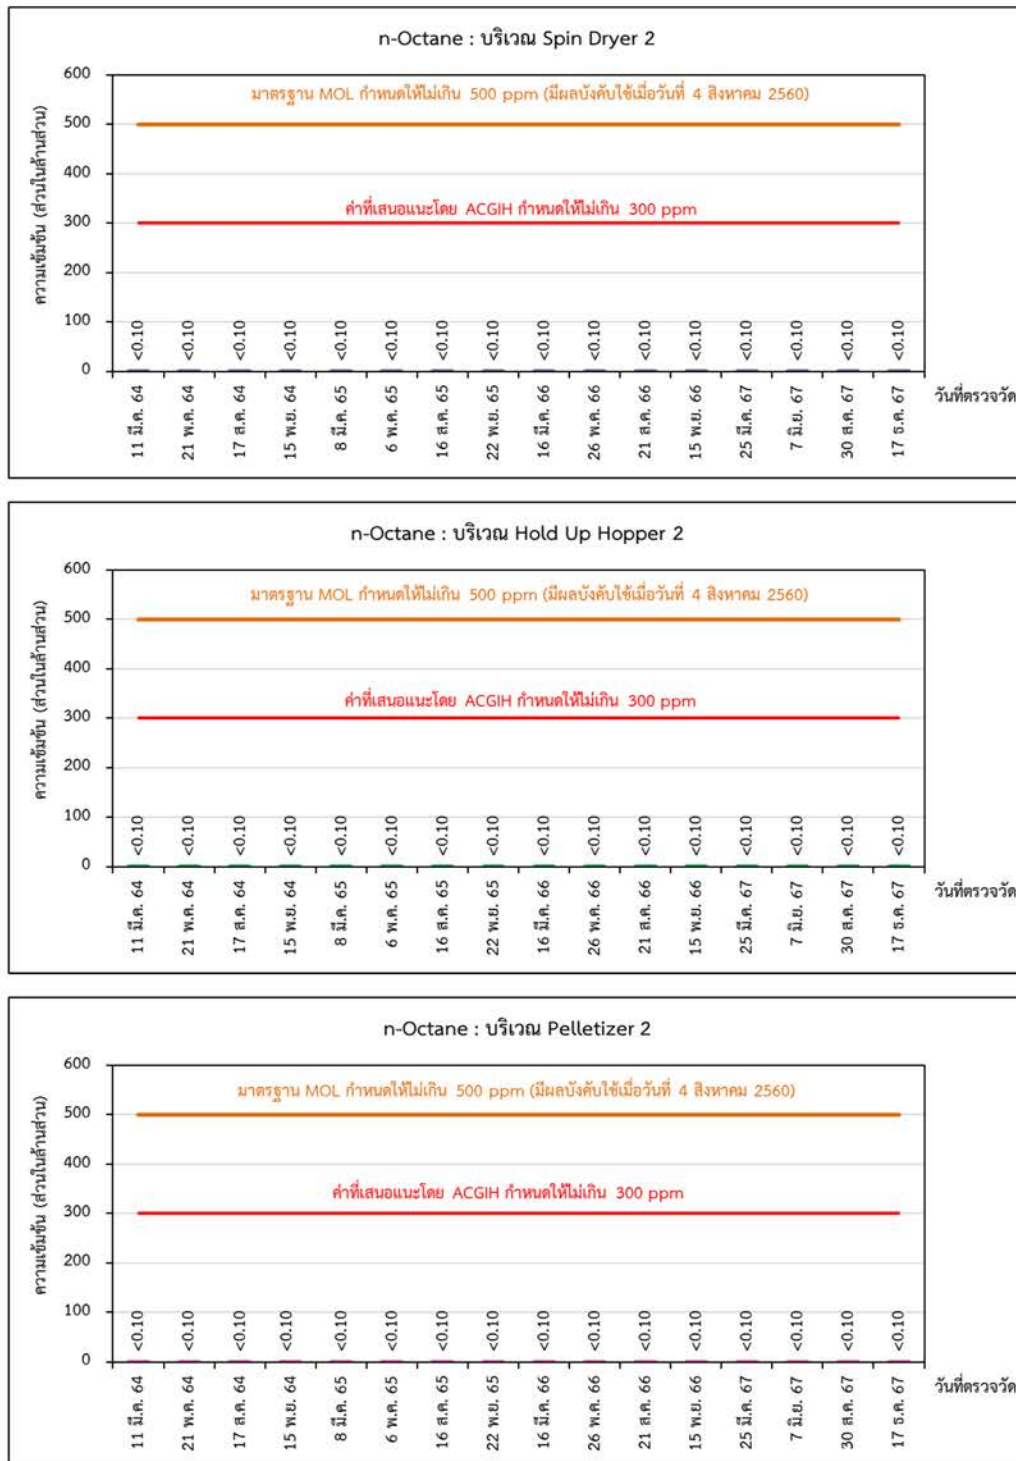 n-Octane : บริเวณ Spin Dryer 2
ความเข้มข้น (ส่วนในล้านส่วน)
600
500
400
300
200
100
0
มาตรฐาน MOL กำหนดให้ไม่เกิน 500 ppm (มีผลบังคับใช้เมื่อวันที่ 4 สิงหาคม 2560)
ค่าที่เสนอแนะโดย ACGIH กำหนดให้ไม่เกิน 300 ppm
<0.10 <0.10 <0.10 <0.10 <0.10 <0.10 <0.10 <0.10 <0.10 <0.10 <0.10 <0.10 <0.10 <0.10 <0.10 <0.10
11 มี.ค. 64
21 พ.ค. 64
17 ส.ค. 64
15 พ.ย. 64
8 มี.ค. 65
6 พ.ค. 65
16 ส.ค. 65
22 พ.ย. 65
16 มี.ค. 66
26 พ.ค. 66
21 ส.ค. 66
15 พ.ย. 66
25 มี.ค. 67
7 มิ.ย. 67
30 ส.ค. 67
17 ธ.ค. 67
วันที่ตรวจวัด
n-Octane : บริเวณ Hold Up Hopper 2
ความเข้มข้น (ส่วนในล้านส่วน)
600
500
400
300
200
100
0
มาตรฐาน MOL กำหนดให้ไม่เกิน 500 ppm (มีผลบังคับใช้เมื่อวันที่ 4 สิงหาคม 2560)
ค่าที่เสนอแนะโดย ACGIH กำหนดให้ไม่เกิน 300 ppm
<0.10 <0.10 <0.10 <0.10 <0.10 <0.10 <0.10 <0.10 <0.10 <0.10 <0.10 <0.10 <0.10 <0.10 <0.10 <0.10
11 มี.ค. 64
21 พ.ค. 64
17 ส.ค. 64
15 พ.ย. 64
8 มี.ค. 65
6 พ.ค. 65
16 ส.ค. 65
22 พ.ย. 65
16 มี.ค. 66
26 พ.ค. 66
21 ส.ค. 66
15 พ.ย. 66
25 มี.ค. 67
7 มิ.ย. 67
30 ส.ค. 67
17 ธ.ค. 67
วันที่ตรวจวัด
n-Octane : บริเวณ Pelletizer 2
ความเข้มข้น (ส่วนในล้านส่วน)
600
500
400
300
200
100
0
มาตรฐาน MOL กำหนดให้ไม่เกิน 500 ppm (มีผลบังคับใช้เมื่อวันที่ 4 สิงหาคม 2560)
ค่าที่เสนอแนะโดย ACGIH กำหนดให้ไม่เกิน 300 ppm
<0.10 <0.10 <0.10 <0.10 <0.10 <0.10 <0.10 <0.10 <0.10 <0.10 <0.10 <0.10 <0.10 <0.10 <0.10 <0.10
11 มี.ค. 64
21 พ.ค. 64
17 ส.ค. 64
15 พ.ย. 64
8 มี.ค. 65
6 พ.ค. 65
16 ส.ค. 65
22 พ.ย. 65
16 มี.ค. 66
26 พ.ค. 66
21 ส.ค. 66
15 พ.ย. 66
25 มี.ค. 67
7 มิ.ย. 67
30 ส.ค. 67
17 ธ.ค. 67
วันที่ตรวจวัด